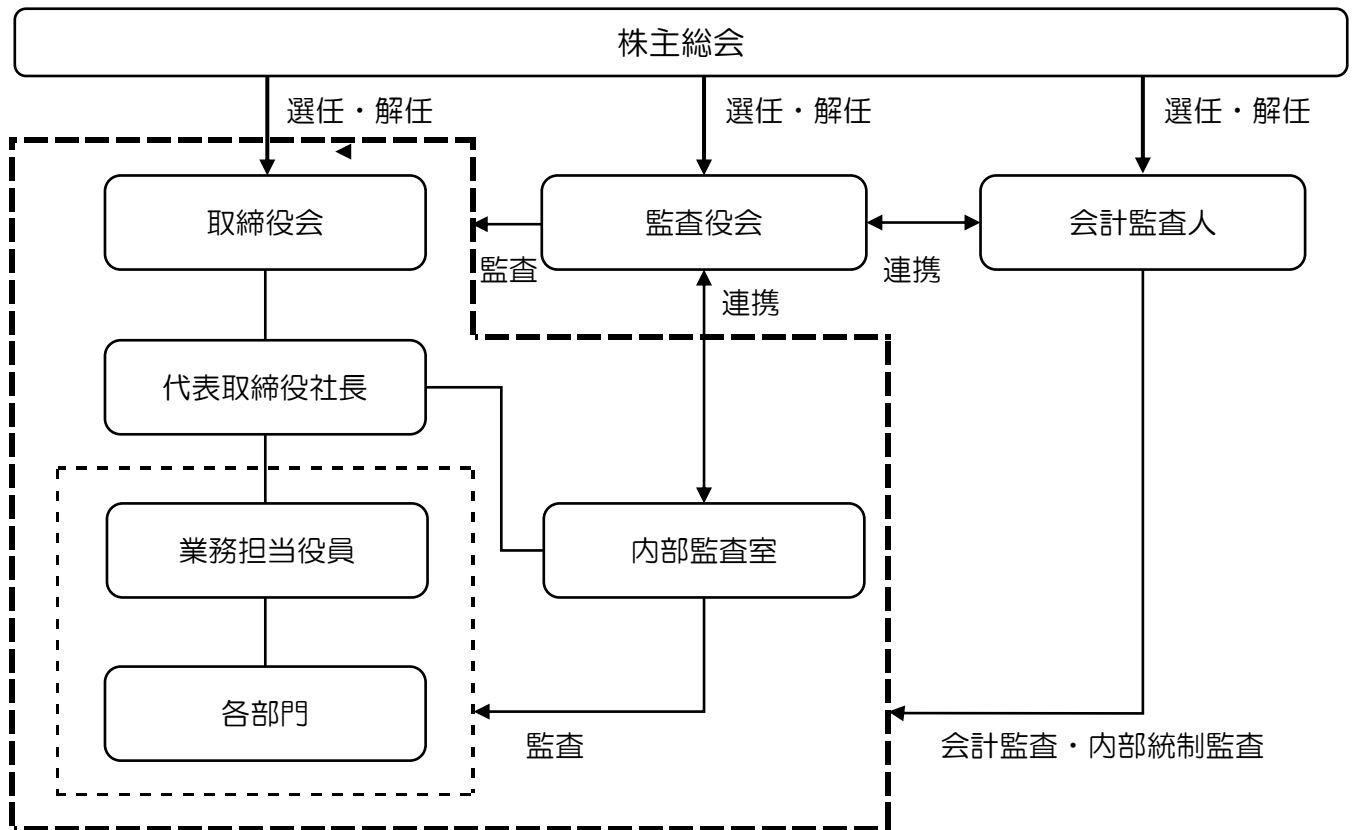 株主総会
選任・解任
選任・解任
選任・解任
取締役会
監査役会
会計監査人
監査
連携
連携
代表取締役社長
業務担当役員
内部監査室
各部門
監査
会計監査・内部統制監査